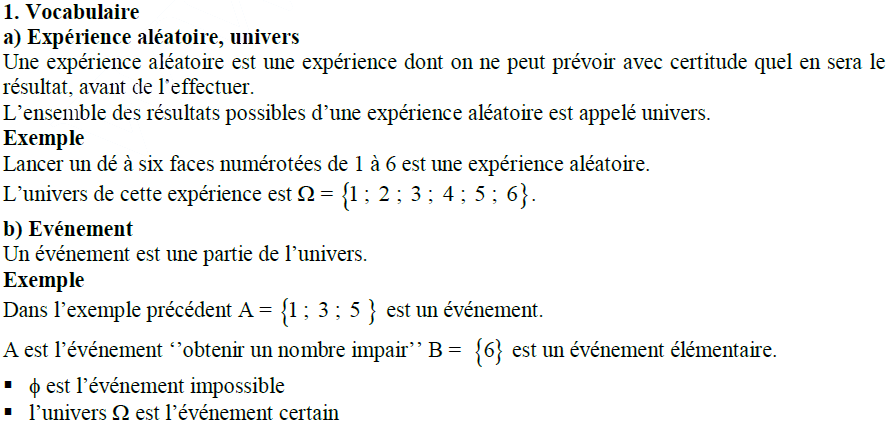 1. Vocabulaire
a) Expérience aléatoire, univers
Une expérience aléatoire est une expérience dont on ne peut prévoir avec certitude quel en sera le
résultat, avant de l’effectuer.
L’ensemble des résultats possibles d’une expérience aléatoire est appelé univers.
Exemple
Lancer un dé à six faces numérotées de 1 à 6 est une expérience aléatoire.
L’univers de cette expérience est Ω = {1 ; 2 ; 3 ; 4 ; 5 ; 6}.
b) Evénement
Un événement est une partie de l’univers.
Exemple
Dans l’exemple précédent A = {1 ; 3 ; 5 } est un événement.
A est l’événement ‘’obtenir un nombre impair’’ B = {6} est un événement élémentaire.
▪ ϕ est l’événement impossible
▪ l’univers Ω est l’événement certain